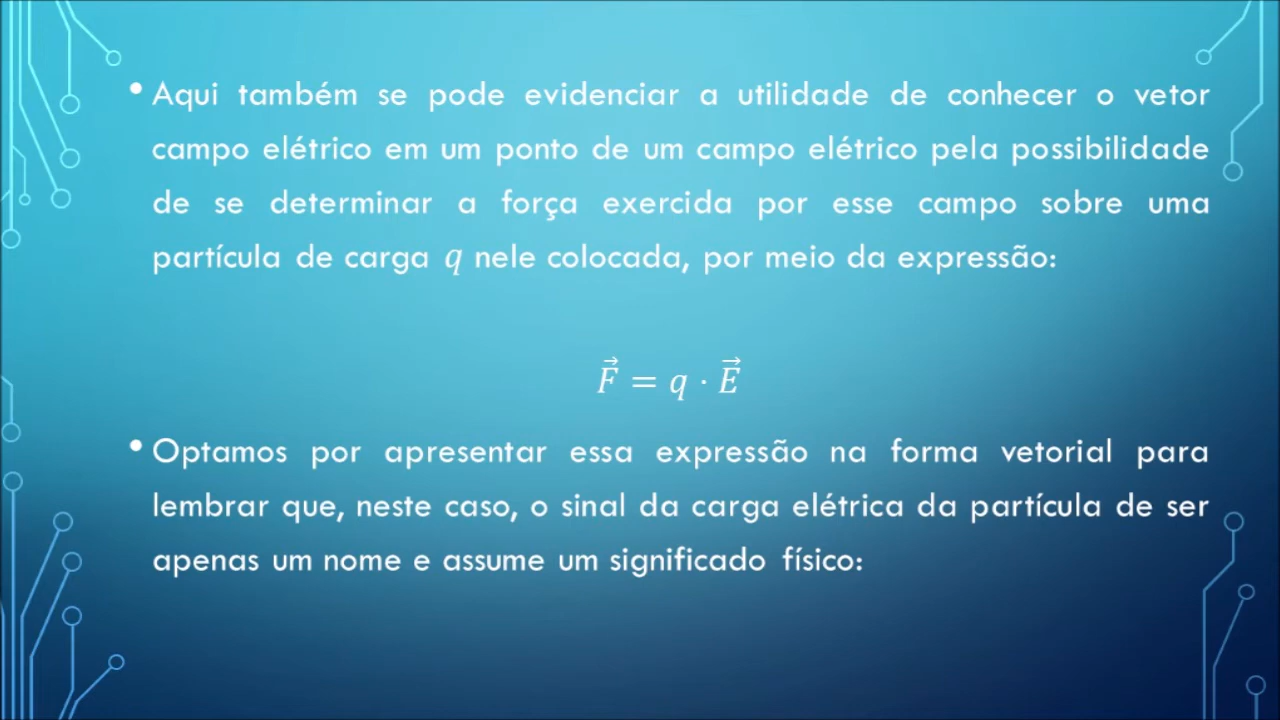 • Aqui também se pode evidenciar a utilidade de conhecer o vetor
campo elétrico em um ponto de um campo elétrico pela possibilidade
de se determinar a força exercida por esse campo sobre uma
partícula de carga q nele colocada, por meio da expressão:
F⃗ = q · E⃗
• Optamos por apresentar essa expressão na forma vetorial para
lembrar que, neste caso, o sinal da carga elétrica da partícula de ser
apenas um nome e assume um significado físico: